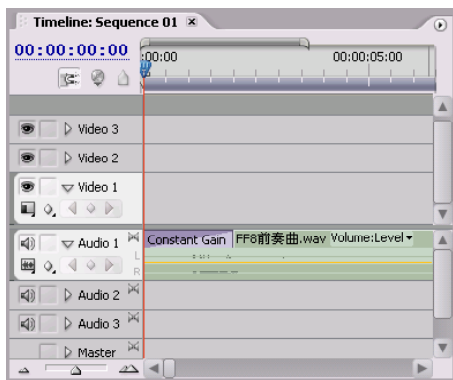 Timeline: Sequence 01
00:00:00:00
:00:00 00:00:05:00
Video 3
Video 2
Video 1
Audio 1 Constant Gain FF8前奏曲.wav Volume:Level
L
R
Audio 2
Audio 3
Master